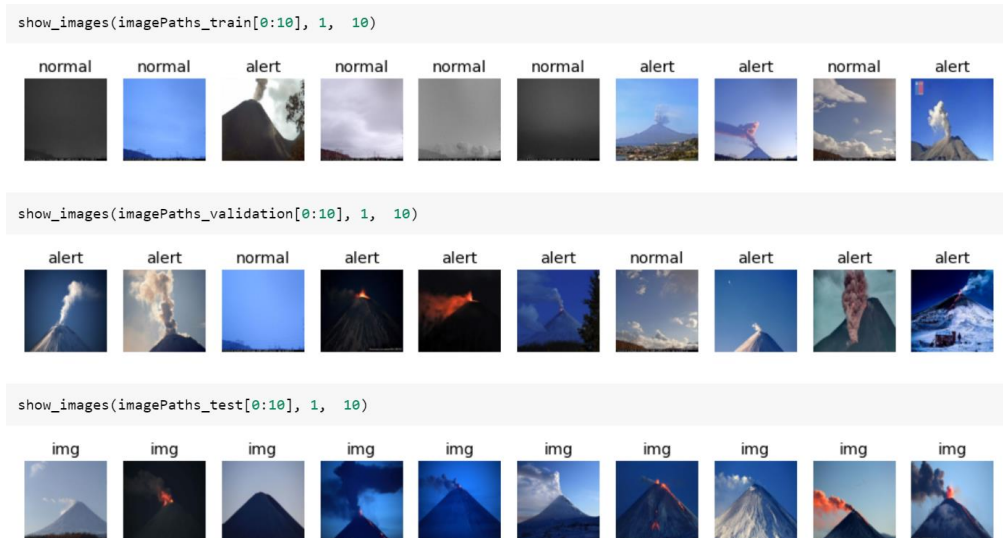 show_images(imagePaths_train[0:10], 1,  10)
normal normal alert normal normal normal alert alert normal alert
show_images(imagePaths_validation[0:10], 1,  10)
alert alert normal alert alert alert normal alert alert alert
show_images(imagePaths_test[0:10], 1,  10)
img img img img img img img img img img